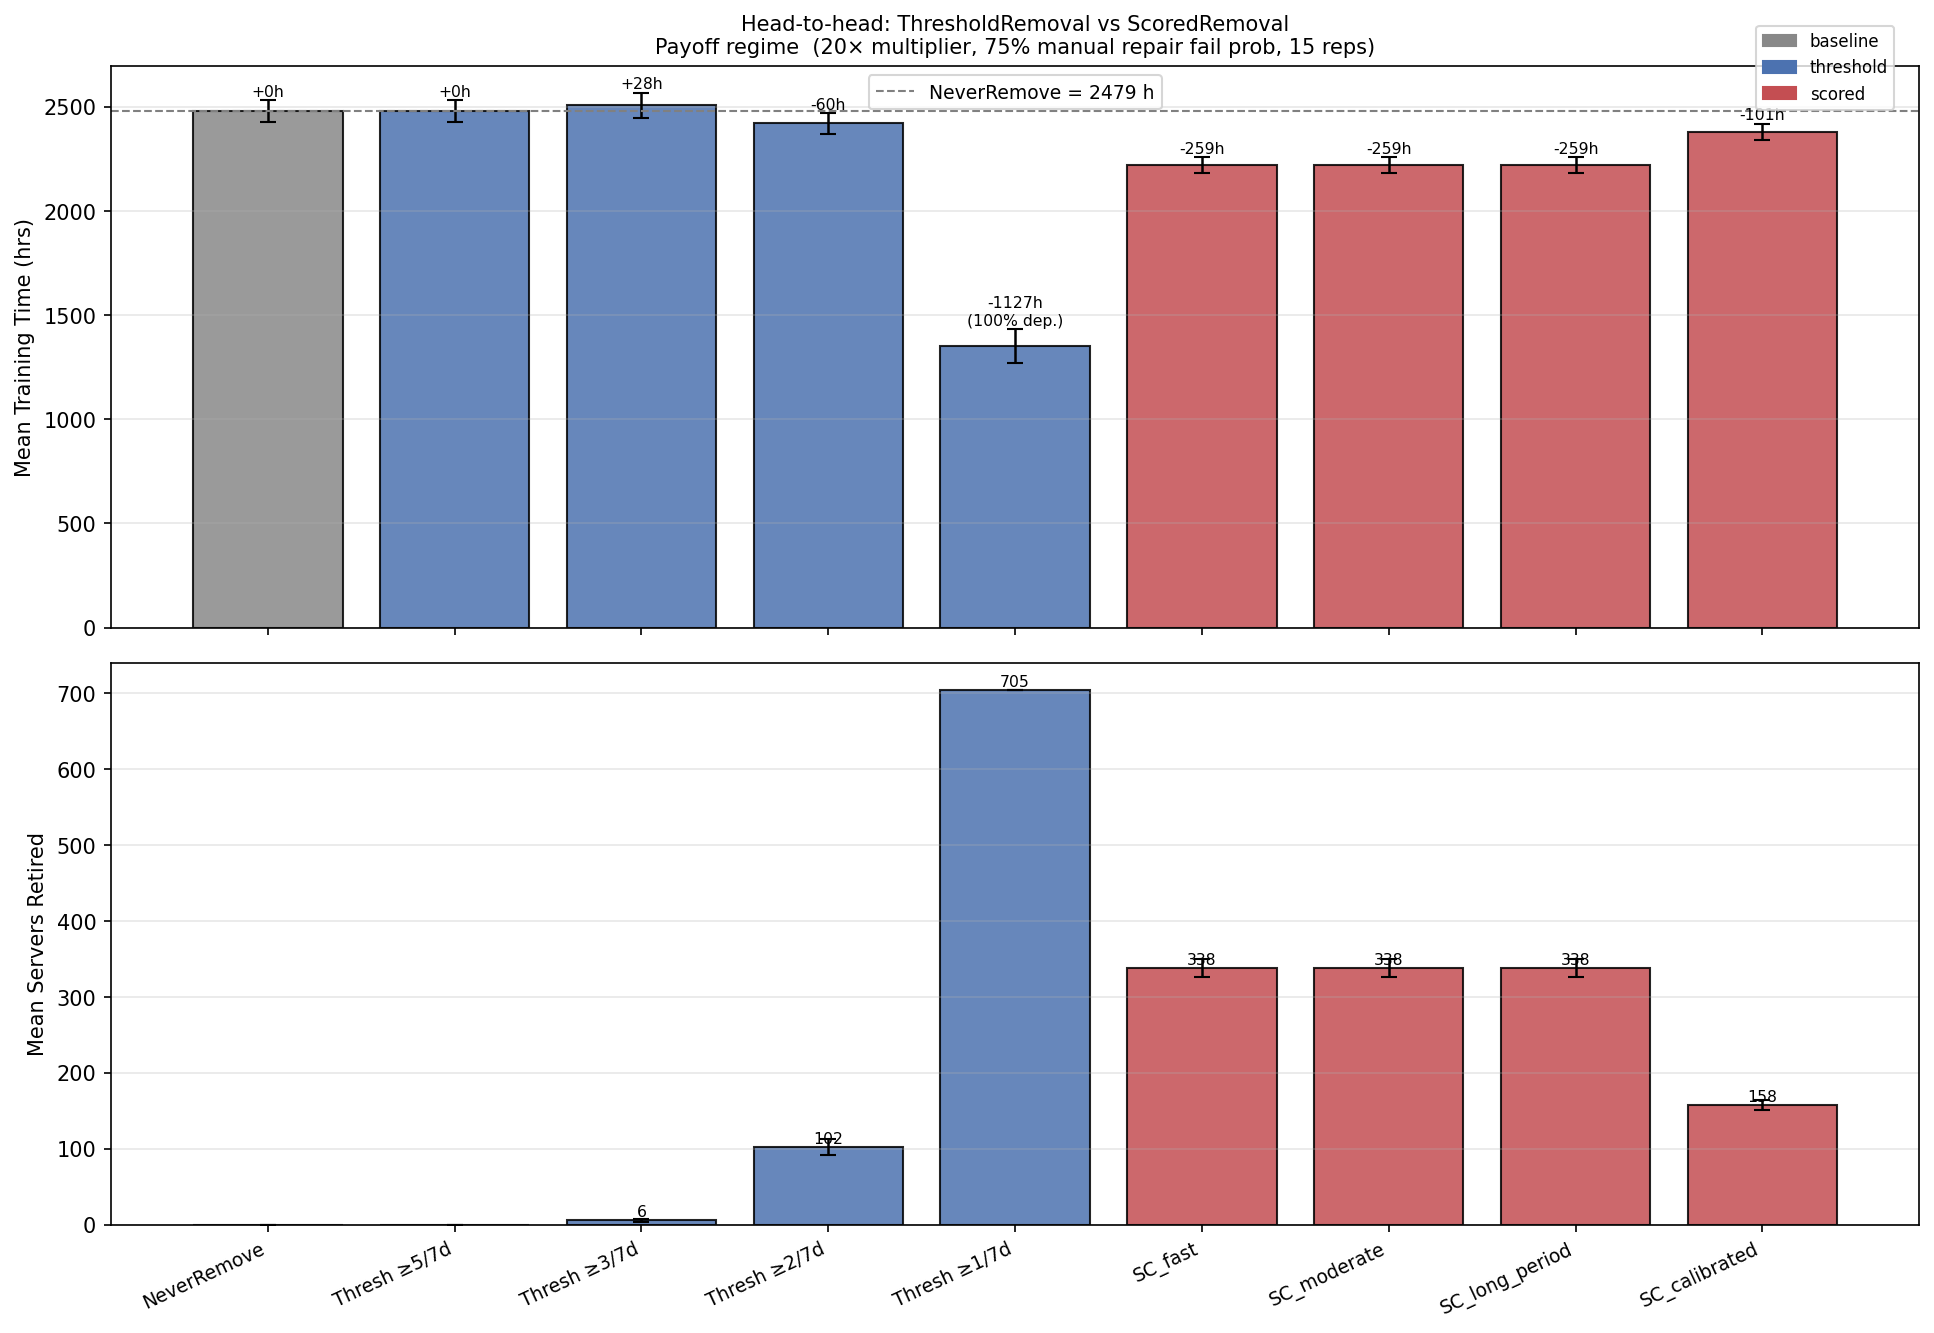 Head-to-head: ThresholdRemoval vs ScoredRemoval
Payoff regime  (20× multiplier, 75% manual repair fail prob, 15 reps)
baseline
threshold
scored
NeverRemove = 2479 h
Mean Training Time (hrs)
2500
2000
1500
1000
500
0
+0h
+0h
+28h
-60h
-1127h
(100% dep.)
-259h
-259h
-259h
-101h
Mean Servers Retired
700
600
500
400
300
200
100
0
6
102
705
338
338
338
158
NeverRemove
Thresh ≥5/7d
Thresh ≥3/7d
Thresh ≥2/7d
Thresh ≥1/7d
SC_fast
SC_moderate
SC_long_period
SC_calibrated